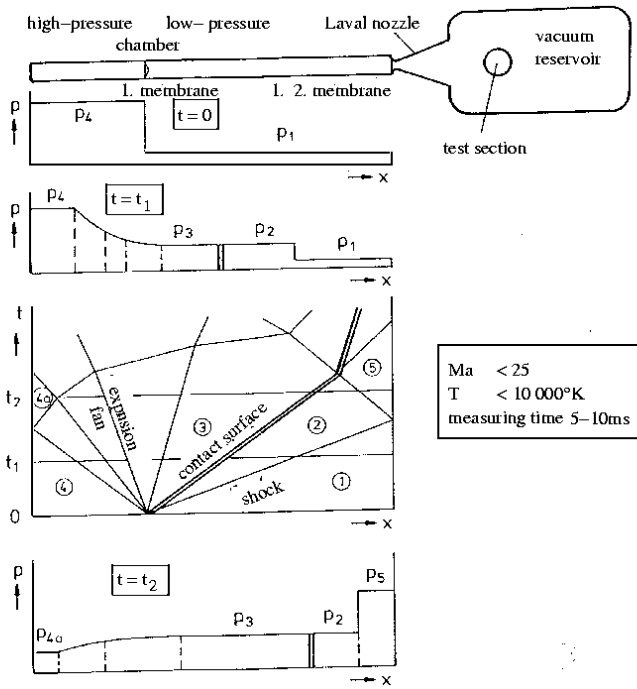 high–pressure low–pressure
chamber
Laval nozzle
vacuum
reservoir
test section
1. membrane 1. 2. membrane
p
p4
t = 0
p1
x
p
p4
t = t1
p3
p2
p1
x
t
t2
t1
0
4a
expansion
fan
3
contact surface
2
5
4
shock
1
x
Ma < 25
T < 10 000°K
measuring time 5–10ms
p
t = t2
p4a
p3
p2
p5
x